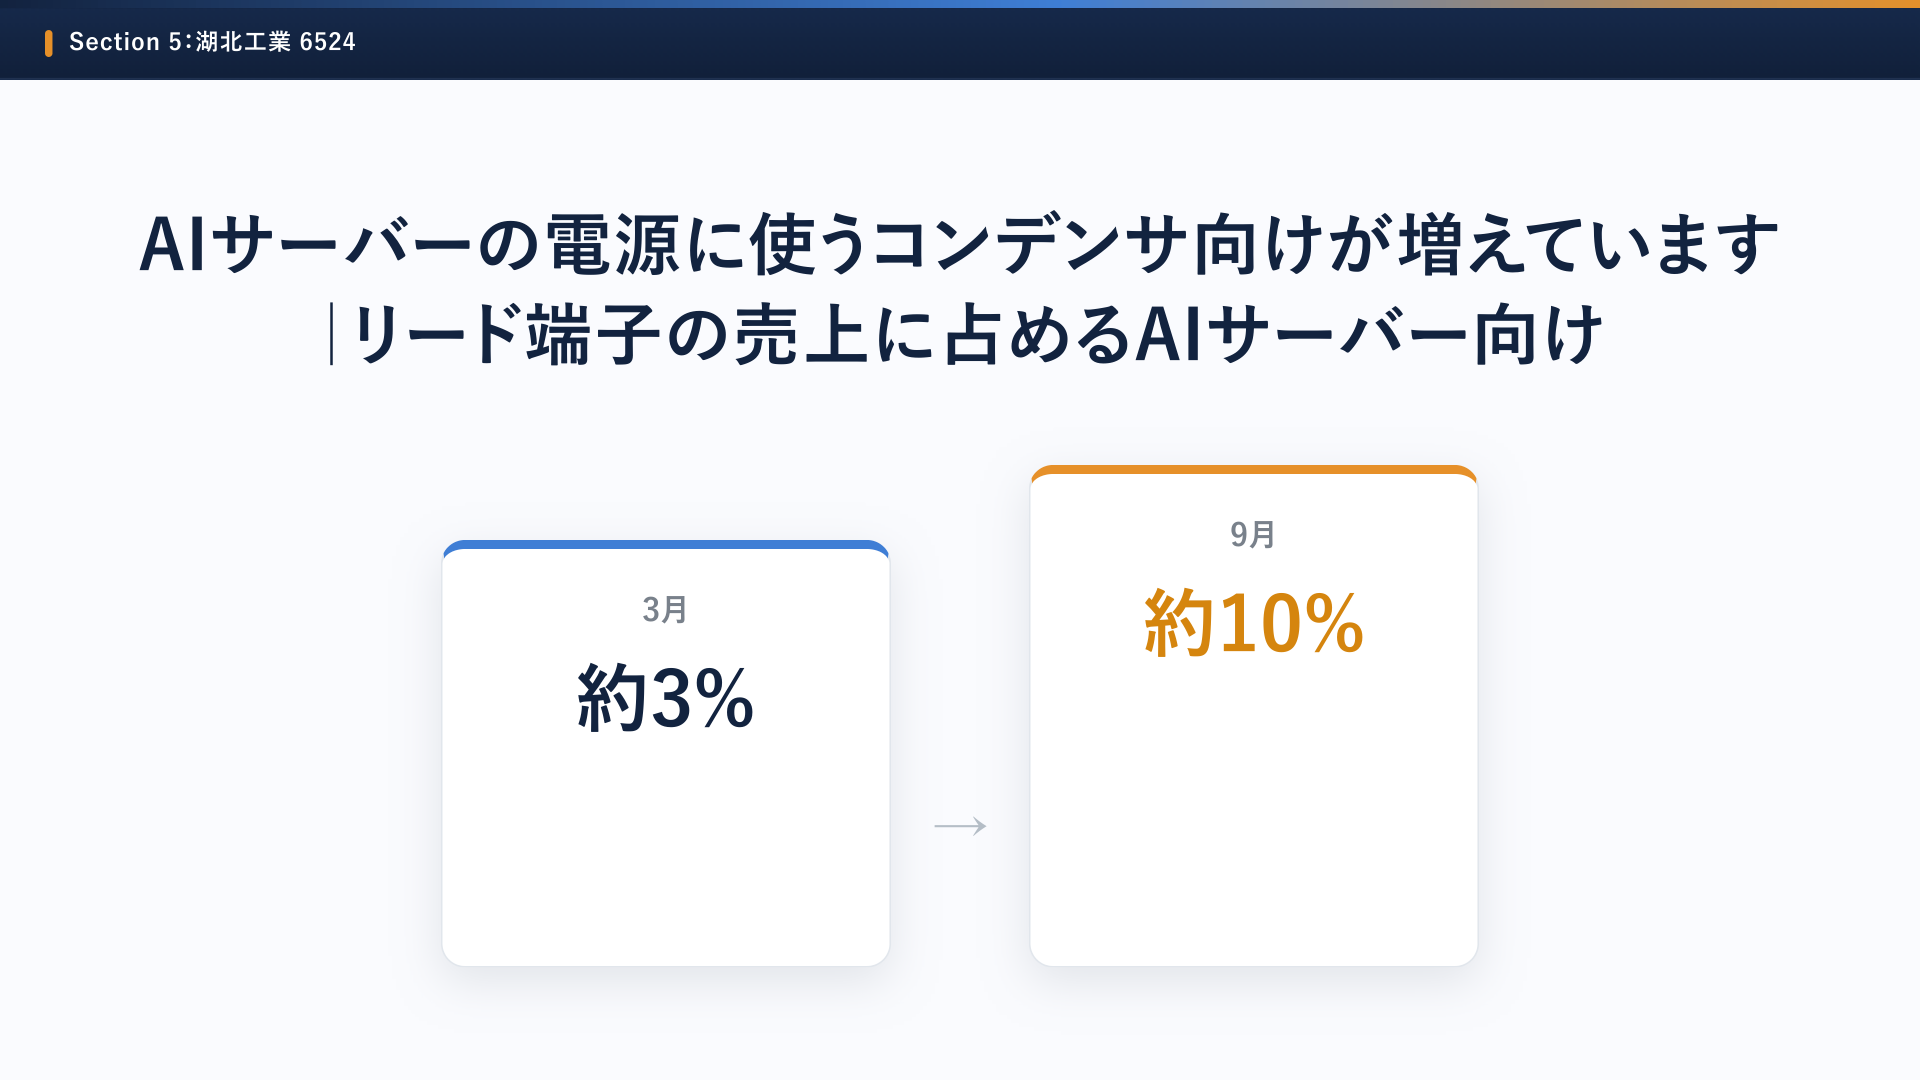 Section 5：湖北工業 6524
AIサーバーの電源に使うコンデンサ向けが増えています
｜リード端子の売上に占めるAIサーバー向け
3月
約3%
→
9月
約10%